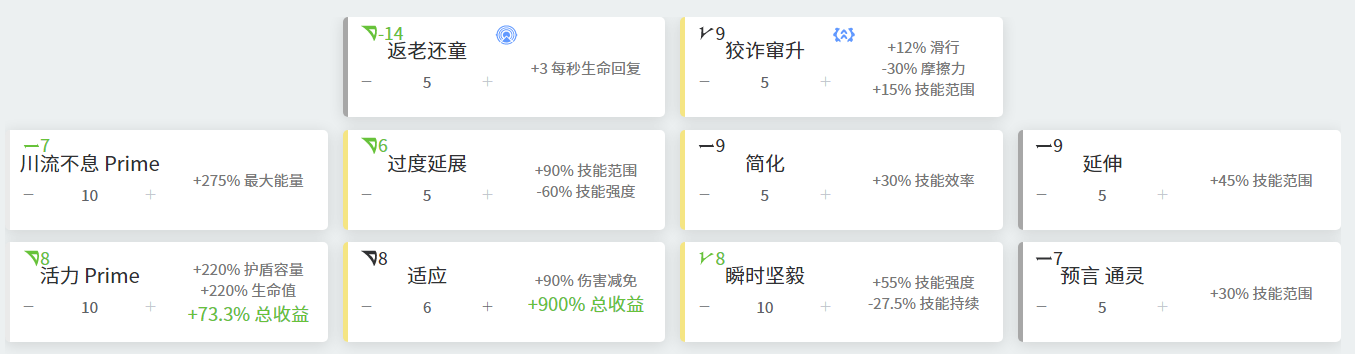 -14
返老还童
- 5 +
+3 每秒生命回复
9
狡诈窜升
- 5 +
+12% 滑行
-30% 摩擦力
+15% 技能范围
7
川流不息 Prime
- 10 +
+275% 最大能量
6
过度延展
- 5 +
+90% 技能范围
-60% 技能强度
9
简化
- 5 +
+30% 技能效率
9
延伸
- 5 +
+45% 技能范围
8
活力 Prime
- 10 +
+220% 护盾容量
+220% 生命值
+73.3% 总收益
8
适应
- 6 +
+90% 伤害减免
+900% 总收益
8
瞬时坚毅
- 10 +
+55% 技能强度
-27.5% 技能持续
7
预言 通灵
- 5 +
+30% 技能范围